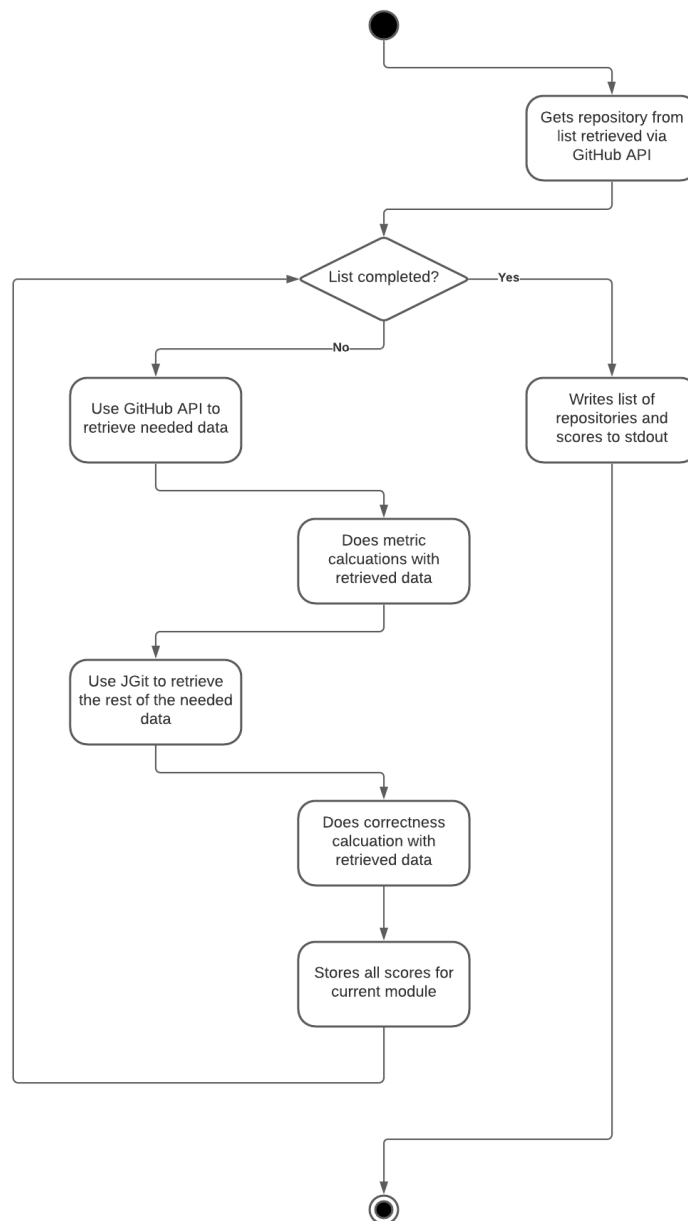 Gets repository from
list retrieved via
GitHub API
List completed?
Yes
No
Use GitHub API to
retrieve needed data
Writes list of
repositories and
scores to stdout
Does metric
calcuations with
retrieved data
Use JGit to retrieve
the rest of the needed
data
Does correctness
calcuation with
retrieved data
Stores all scores for
current module